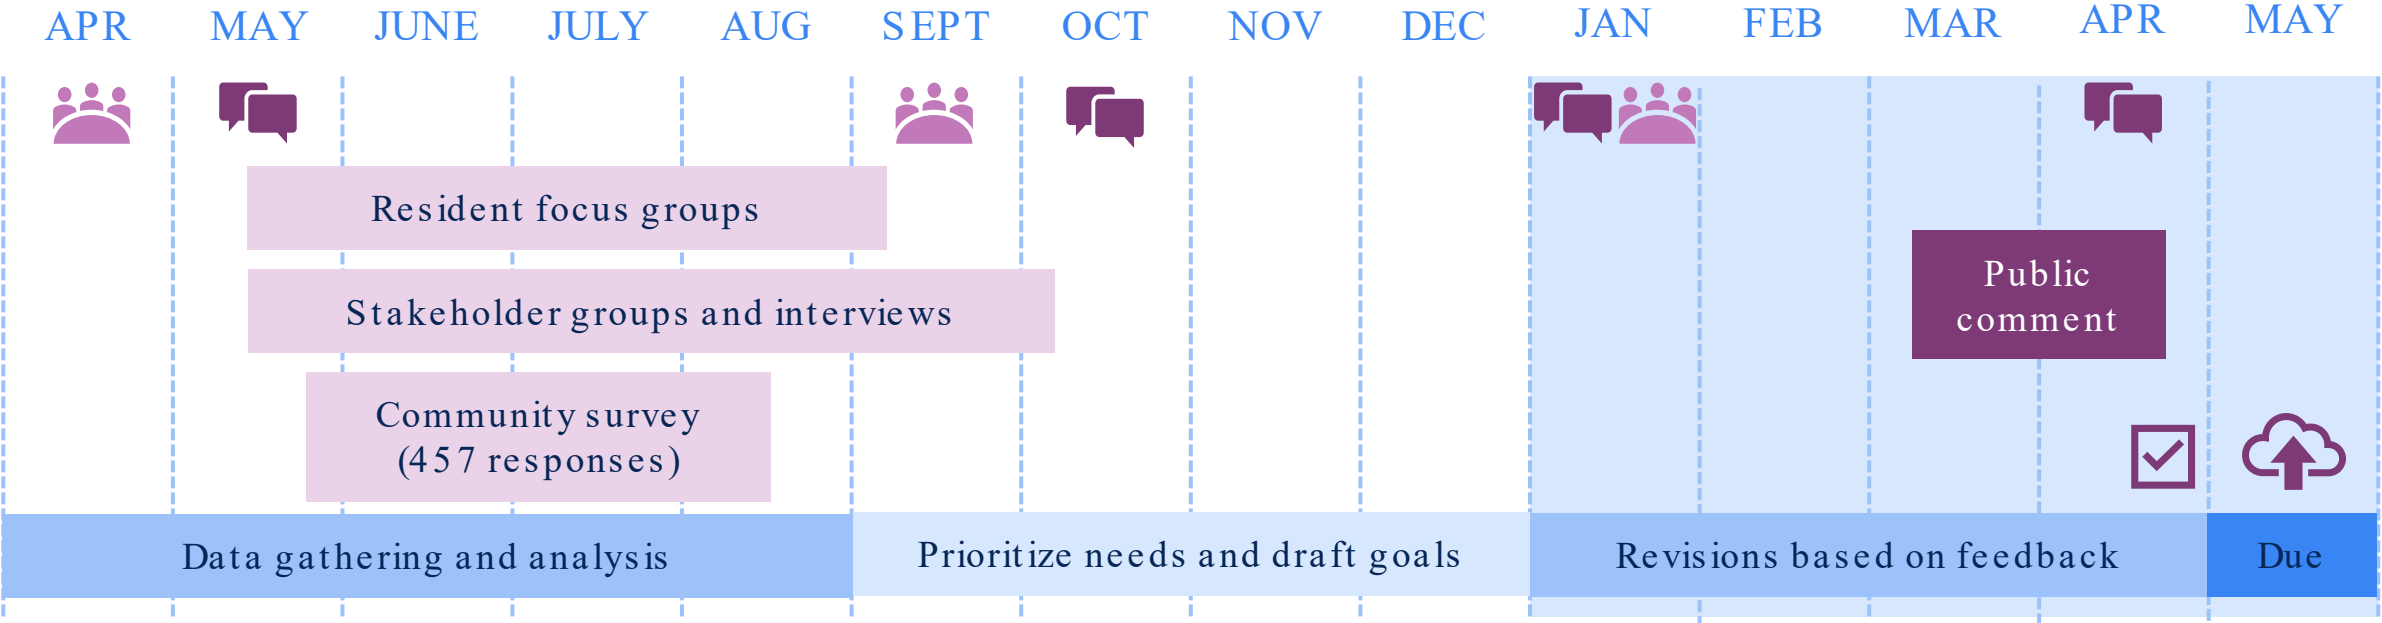 APR MAY JUNE JULY AUG SEPT OCT NOV DEC JAN FEB MAR APR MAY
Resident focus groups
Stakeholder groups and interviews
Public
comment
Community survey
(457 responses)
Data gathering and analysis
Prioritize needs and draft goals
Revisions based on feedback
Due